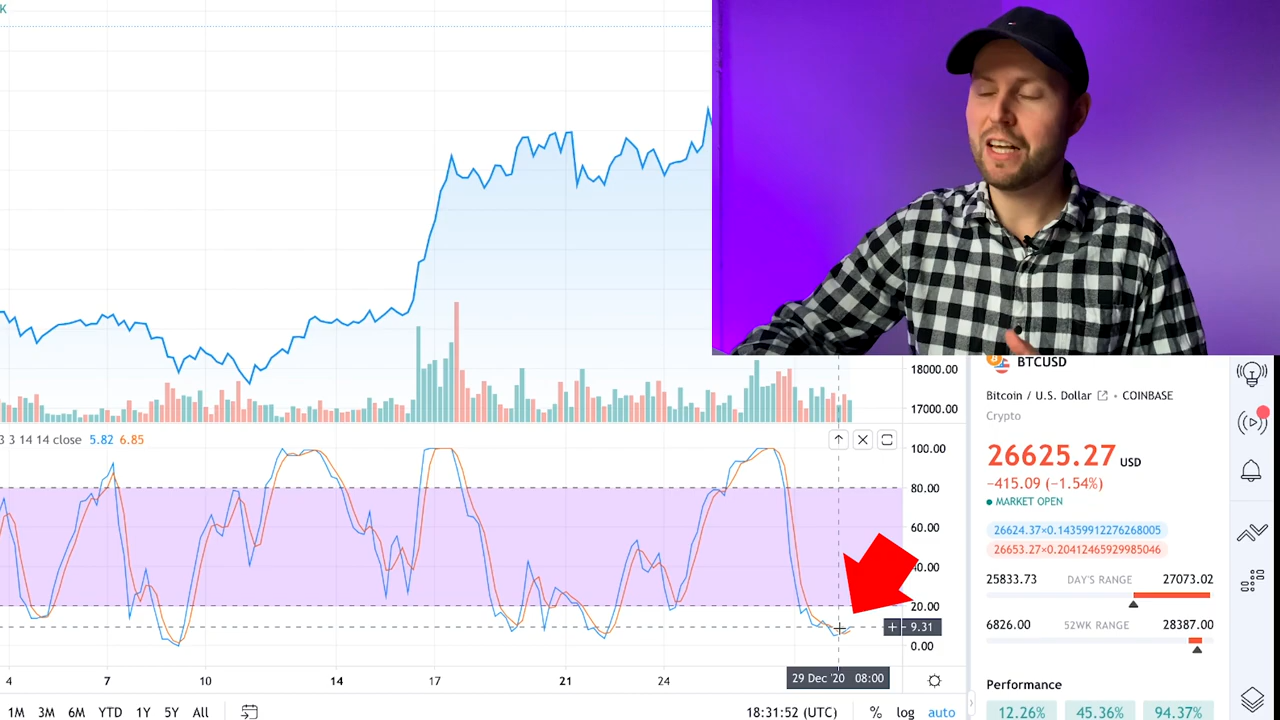 K
18000.00
17000.00
3 3 14 14 close 5.82 6.85
100.00
80.00
60.00
40.00
20.00
9.31
0.00
4 7 10 14 17 21 24
29 Dec '20 08:00
1M 3M 6M YTD 1Y 5Y All
18:31:52 (UTC) % log auto
BTCUSD
Bitcoin / U.S. Dollar • COINBASE
Crypto
26625.27 USD
−415.09 (−1.54%)
MARKET OPEN
26624.37×0.14359912276268005
26653.27×0.20412465929985046
25833.73 DAY'S RANGE 27073.02
6826.00 52WK RANGE 28387.00
Performance
12.26% 45.36% 94.37%